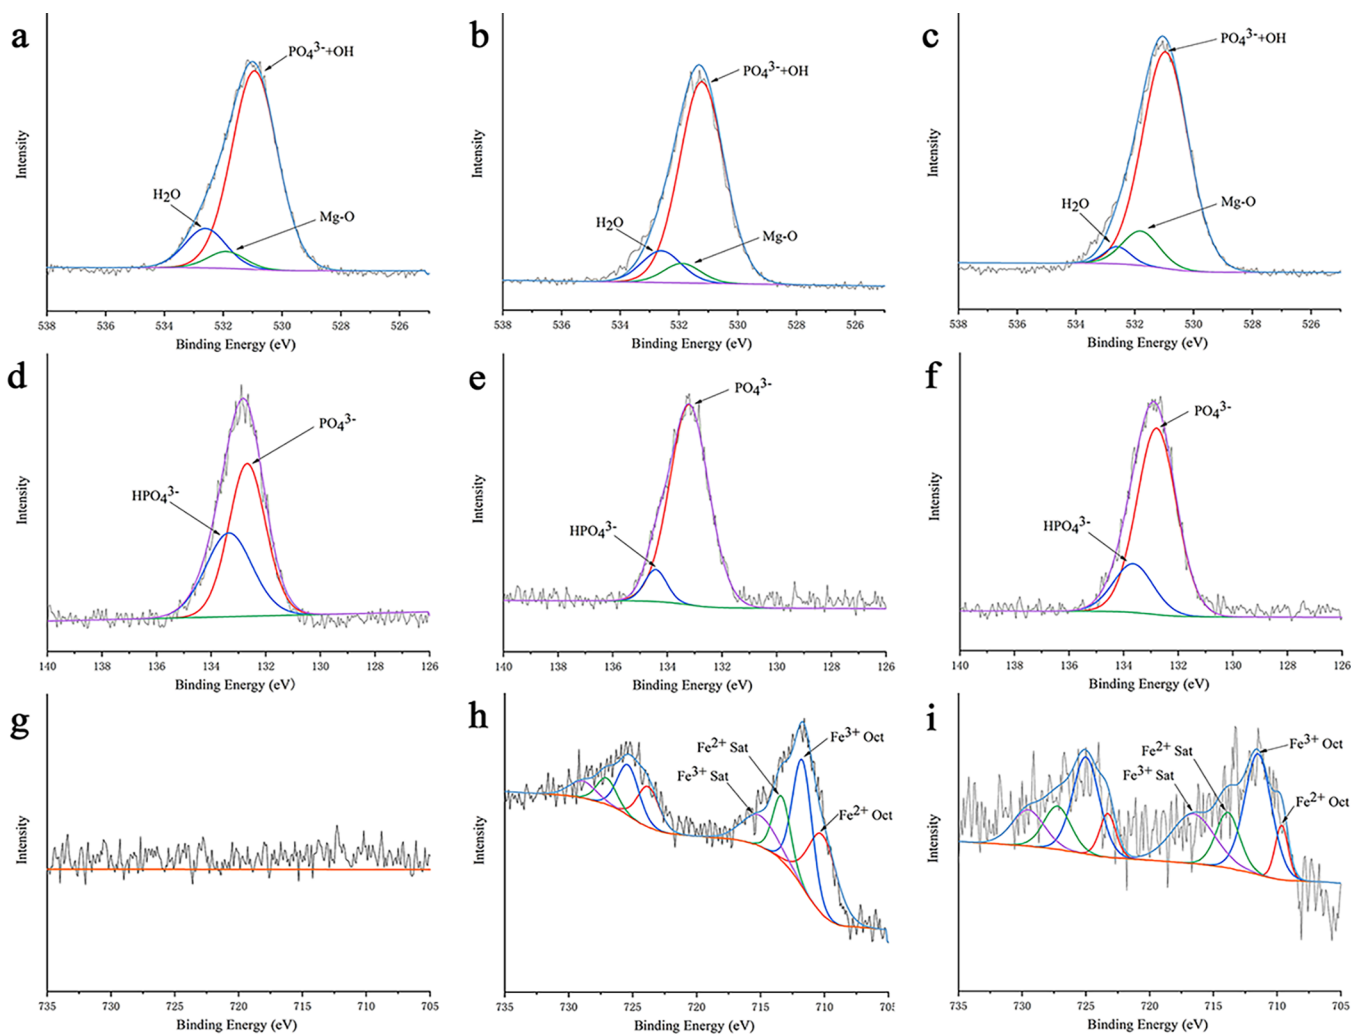 a
PO₄³⁻+OH
H₂O
Mg-O
Intensity
538 536 534 532 530 528 526
Binding Energy (eV)
b
PO₄³⁻+OH
H₂O
Mg-O
Intensity
538 536 534 532 530 528 526
Binding Energy (eV)
c
PO₄³⁻+OH
H₂O
Mg-O
Intensity
538 536 534 532 530 528 526
Binding Energy (eV)
d
PO₄³⁻
HPO₄³⁻
Intensity
140 138 136 134 132 130 128 126
Binding Energy (eV)
e
PO₄³⁻
HPO₄³⁻
Intensity
140 138 136 134 132 130 128 126
Binding Energy (eV)
f
PO₄³⁻
HPO₄³⁻
Intensity
140 138 136 134 132 130 128 126
Binding Energy (eV)
g
Intensity
735 730 725 720 715 710 705
Binding Energy (eV)
h
Fe³⁺ Oct
Fe²⁺ Sat
Fe³⁺ Sat
Fe²⁺ Oct
Intensity
735 730 725 720 715 710 705
Binding Energy (eV)
i
Fe³⁺ Oct
Fe²⁺ Sat
Fe³⁺ Sat
Fe²⁺ Oct
Intensity
735 730 725 720 715 710 705
Binding Energy (eV)